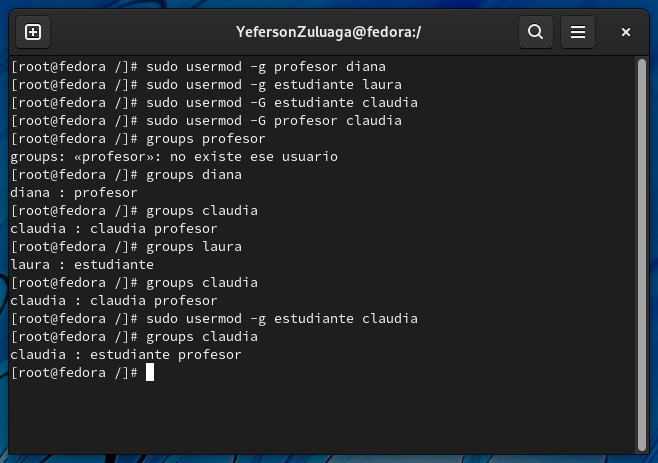 YefersonZuluaga@fedora:/
[root@fedora /]# sudo usermod -g profesor diana
[root@fedora /]# sudo usermod -g estudiante laura
[root@fedora /]# sudo usermod -G estudiante claudia
[root@fedora /]# sudo usermod -G profesor claudia
[root@fedora /]# groups profesor
groups: «profesor»: no existe ese usuario
[root@fedora /]# groups diana
diana : profesor
[root@fedora /]# groups claudia
claudia : claudia profesor
[root@fedora /]# groups laura
laura : estudiante
[root@fedora /]# groups claudia
claudia : claudia profesor
[root@fedora /]# sudo usermod -g estudiante claudia
[root@fedora /]# groups claudia
claudia : estudiante profesor
[root@fedora /]#